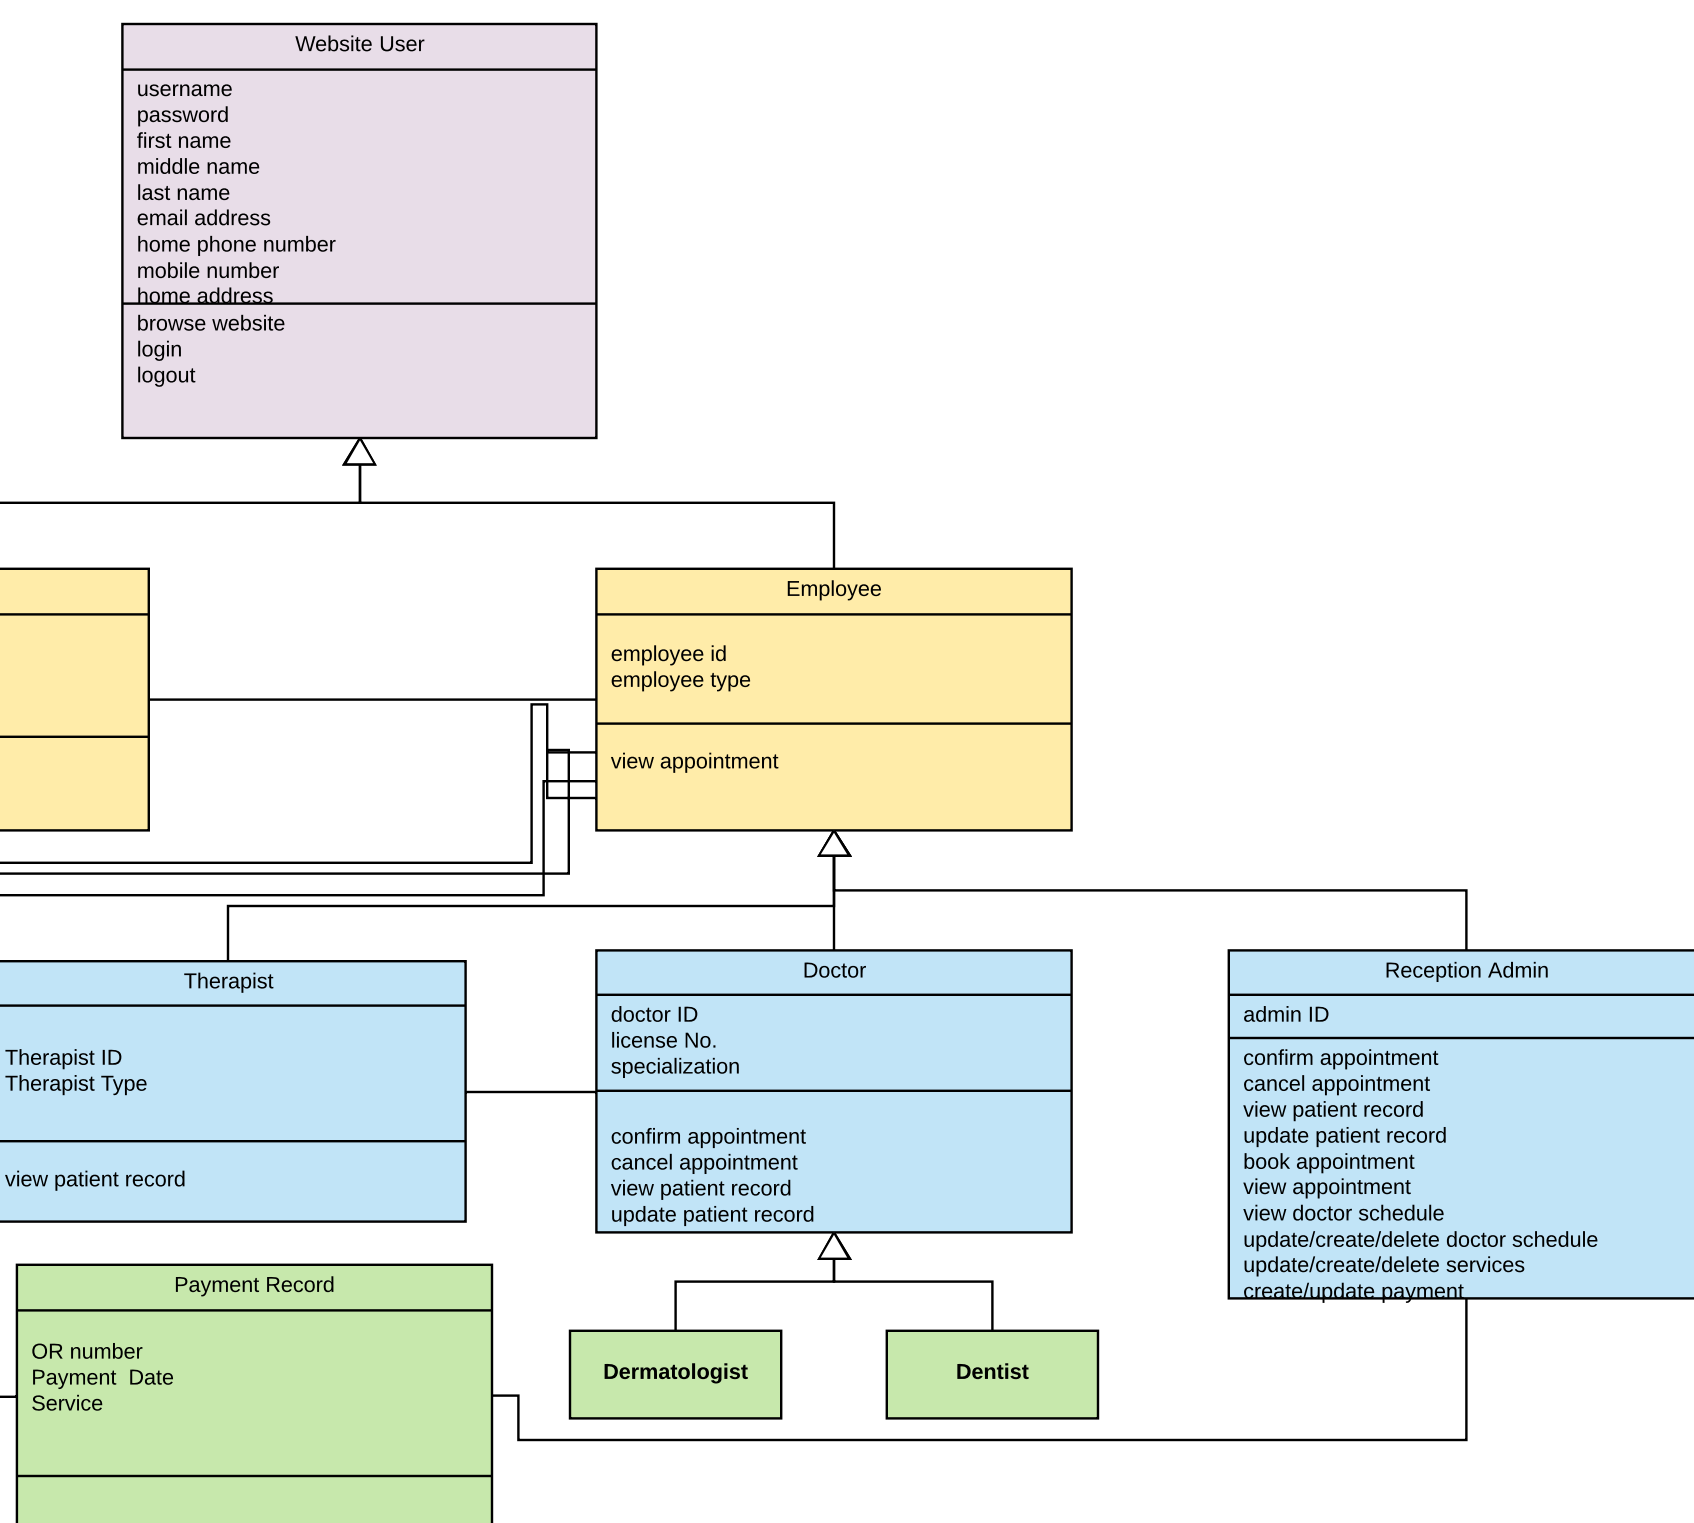 Website User
username
password
first name
middle name
last name
email address
home phone number
mobile number
home address
browse website
login
logout
Employee
employee id
employee type
view appointment
Therapist
Therapist ID
Therapist Type
view patient record
Doctor
doctor ID
license No.
specialization
confirm appointment
cancel appointment
view patient record
update patient record
Reception Admin
admin ID
confirm appointment
cancel appointment
view patient record
update patient record
book appointment
view appointment
view doctor schedule
update/create/delete doctor schedule
update/create/delete services
create/update payment
Payment Record
OR number
Payment  Date
Service
Dermatologist
Dentist